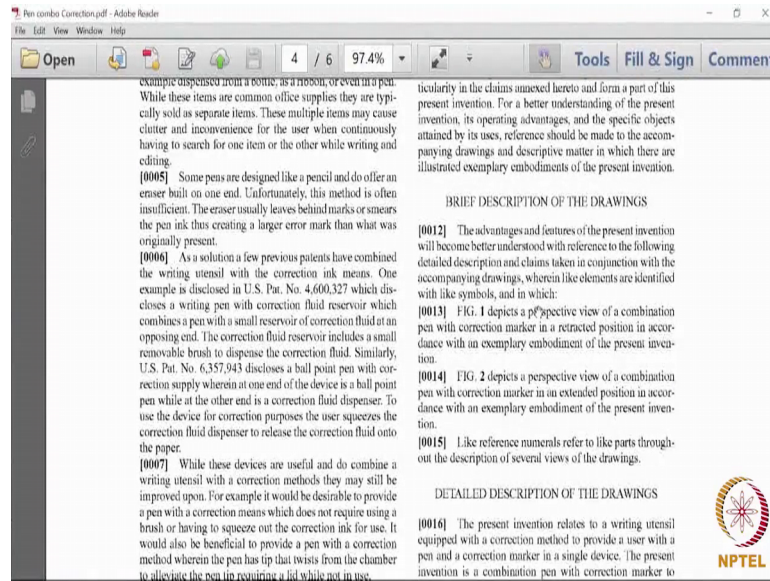 Pen combo Correction.pdf - Adobe Reader
File Edit View Window Help
Open 4 / 6 97.4% Tools Fill & Sign Commen
example dispensed from a bottle, as a ribbon, or even in a pen.
While these items are common office supplies they are typi-
cally sold as separate items. These multiple items may cause
clutter and inconvenience for the user when continuously
having to search for one item or the other while writing and
editing.
[0005] Some pens are designed like a pencil and do offer an
eraser built on one end. Unfortunately, this method is often
insufficient. The eraser usually leaves behind marks or smears
the pen ink thus creating a larger error mark than what was
originally present.
[0006] As a solution a few previous patents have combined
the writing utensil with the correction ink means. One
example is disclosed in U.S. Pat. No. 4,600,327 which dis-
closes a writing pen with correction fluid reservoir which
combines a pen with a small reservoir of correction fluid at an
opposing end. The correction fluid reservoir includes a small
removable brush to dispense the correction fluid. Similarly,
U.S. Pat. No. 6,357,943 discloses a ball point pen with cor-
rection supply wherein at one end of the device is a ball point
pen while at the other end is a correction fluid dispenser. To
use the device for correction purposes the user squeezes the
correction fluid dispenser to release the correction fluid onto
the paper.
[0007] While these devices are useful and do combine a
writing utensil with a correction methods they may still be
improved upon. For example it would be desirable to provide
a pen with a correction means which does not require using a
brush or having to squeeze out the correction ink for use. It
would also be beneficial to provide a pen with a correction
method wherein the pen has tip that twists from the chamber
to alleviate the pen tip requiring a lid while not in use.
ticularity in the claims annexed hereto and form a part of this
present invention. For a better understanding of the present
invention, its operating advantages, and the specific objects
attained by its uses, reference should be made to the accom-
panying drawings and descriptive matter in which there are
illustrated exemplary embodiments of the present invention.
BRIEF DESCRIPTION OF THE DRAWINGS
[0012] The advantages and features of the present invention
will become better understood with reference to the following
detailed description and claims taken in conjunction with the
accompanying drawings, wherein like elements are identified
with like symbols, and in which:
[0013] FIG. 1 depicts a perspective view of a combination
pen with correction marker in a retracted position in accor-
dance with an exemplary embodiment of the present inven-
tion.
[0014] FIG. 2 depicts a perspective view of a combination
pen with correction marker in an extended position in accor-
dance with an exemplary embodiment of the present inven-
tion.
[0015] Like reference numerals refer to like parts through-
out the description of several views of the drawings.
DETAILED DESCRIPTION OF THE DRAWINGS
[0016] The present invention relates to a writing utensil
equipped with a correction method to provide a user with a
pen and a correction marker in a single device. The present
invention is a combination pen with correction marker to
NPTEL